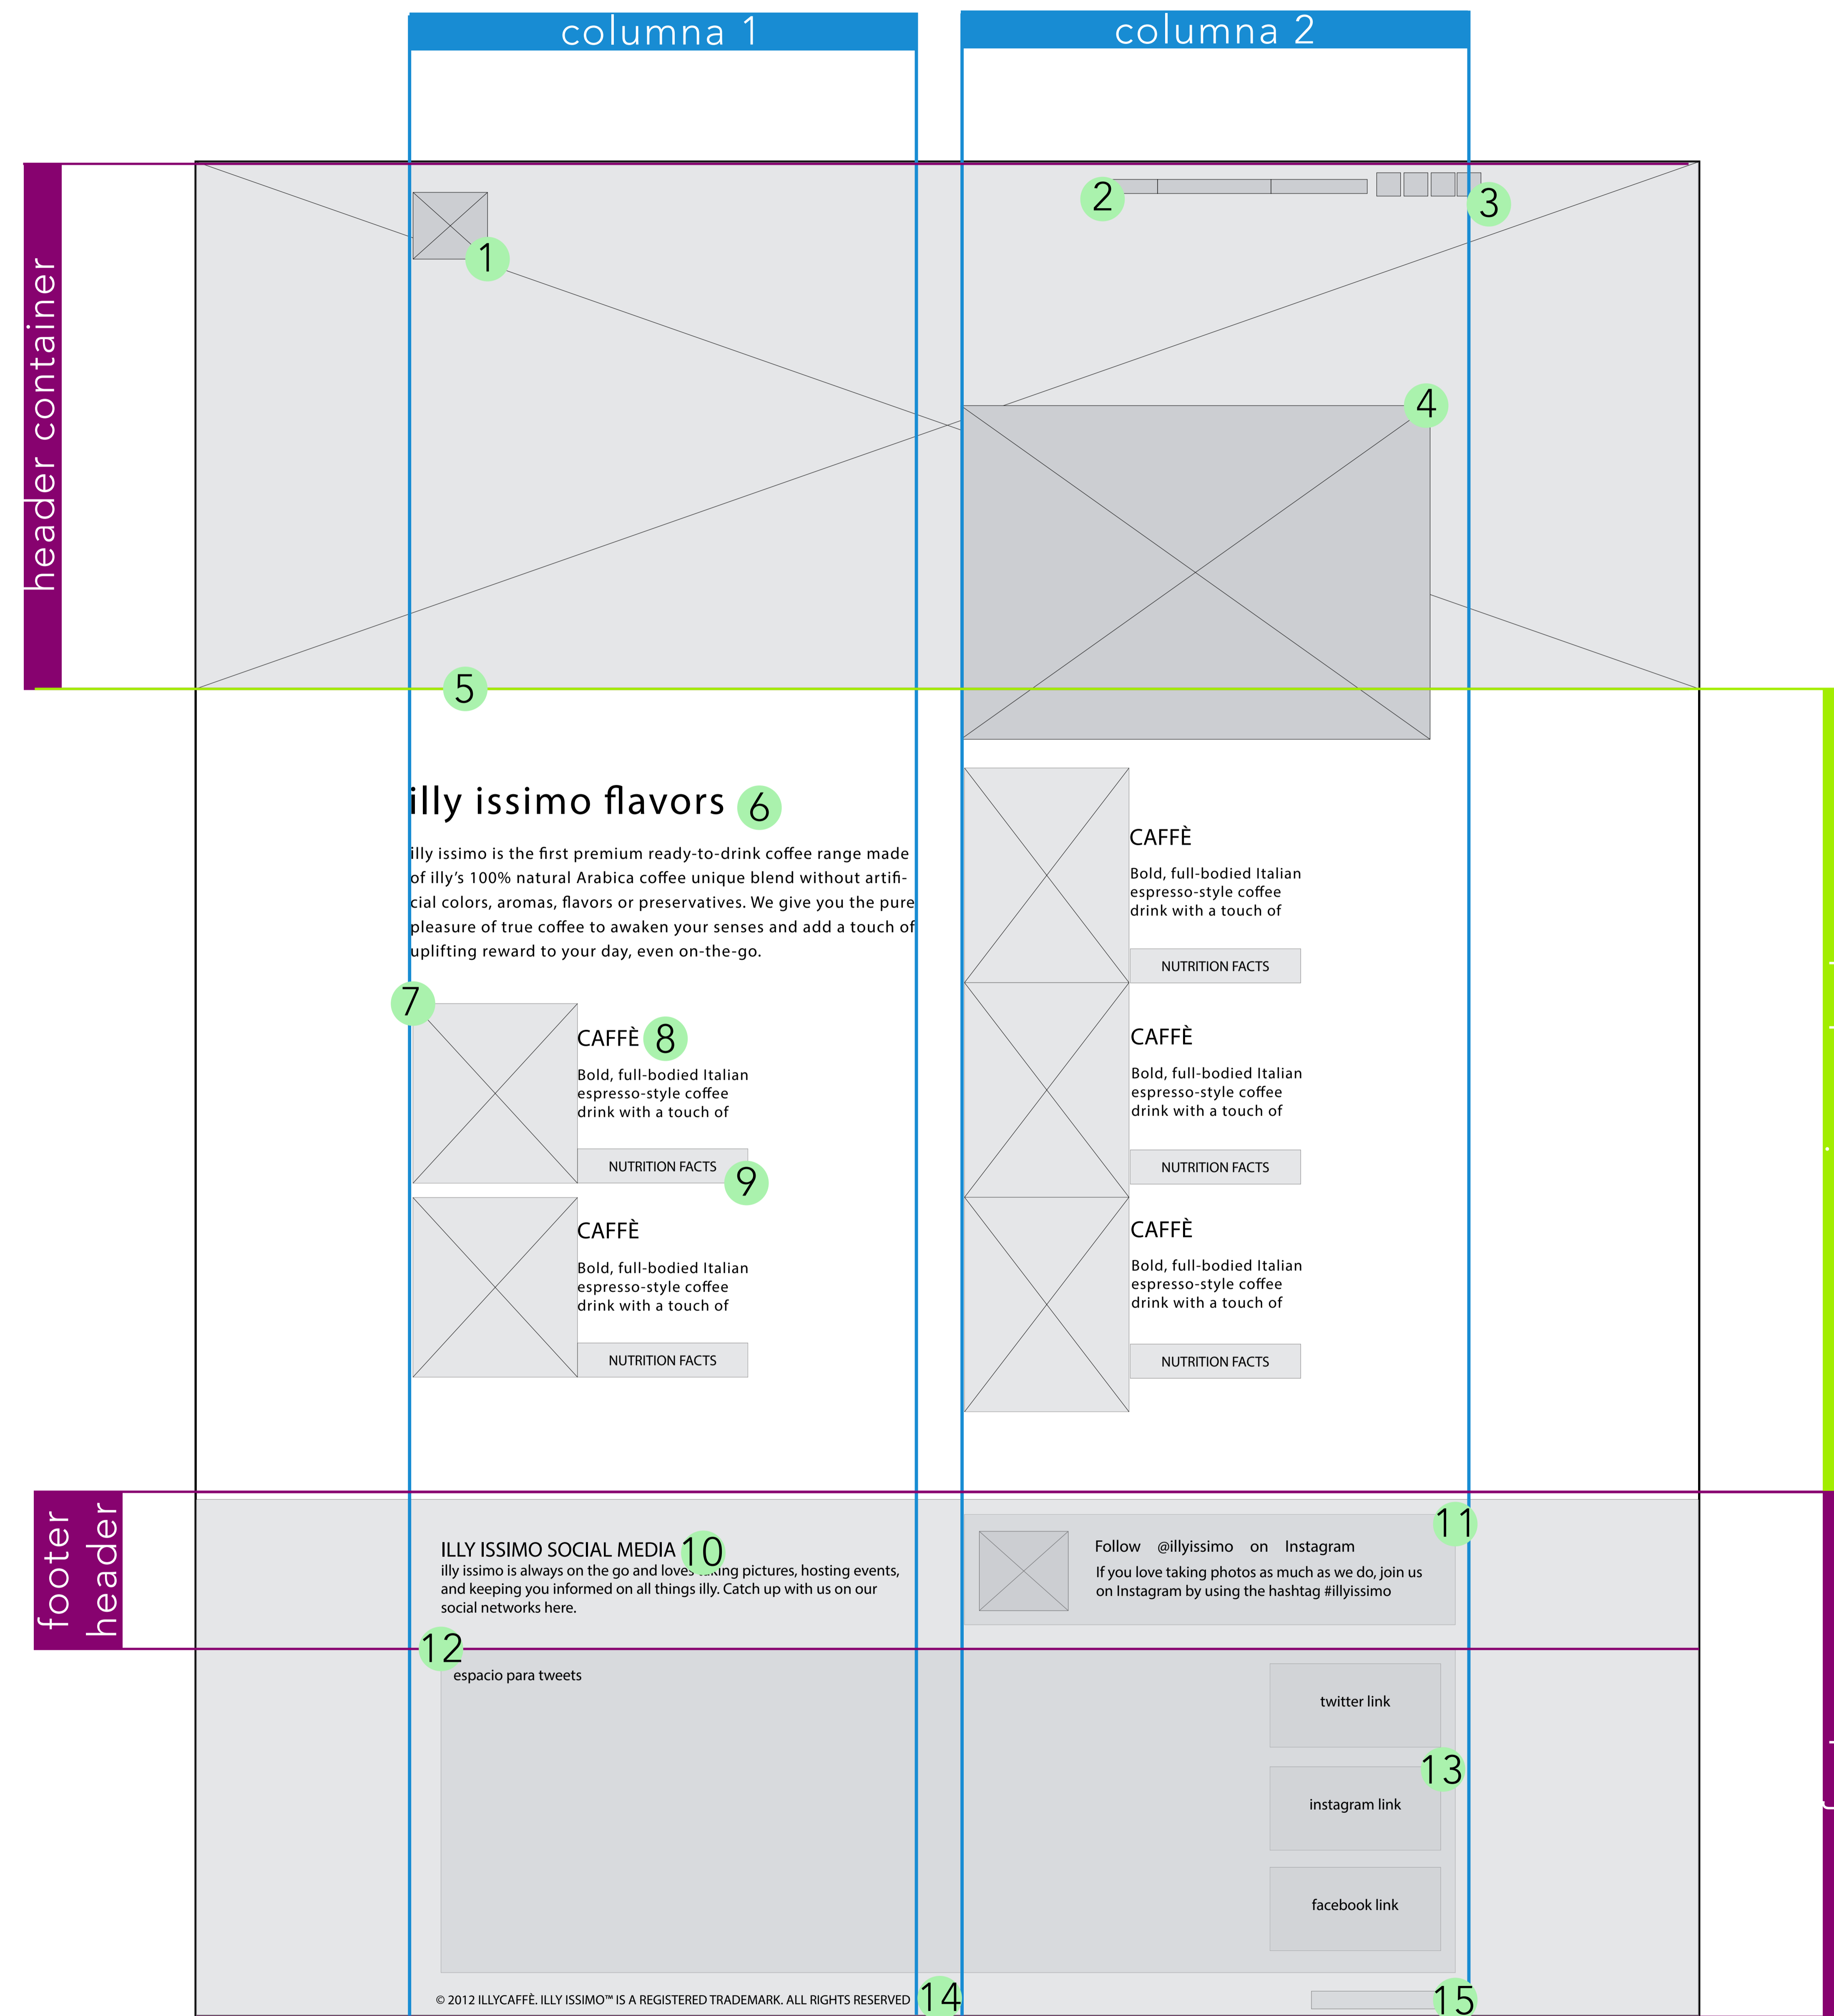 columna 1
columna 2
header container
1
2
3
4
5
illy issimo flavors
6
illy issimo is the first premium ready-to-drink coffee range made
of illy’s 100% natural Arabica coffee unique blend without artifi-
cial colors, aromas, flavors or preservatives. We give you the pure
pleasure of true coffee to awaken your senses and add a touch of
uplifting reward to your day, even on-the-go.
7
CAFFÈ
8
Bold, full-bodied Italian
espresso-style coffee
drink with a touch of
NUTRITION FACTS
9
CAFFÈ
Bold, full-bodied Italian
espresso-style coffee
drink with a touch of
NUTRITION FACTS
CAFFÈ
Bold, full-bodied Italian
espresso-style coffee
drink with a touch of
NUTRITION FACTS
CAFFÈ
Bold, full-bodied Italian
espresso-style coffee
drink with a touch of
NUTRITION FACTS
CAFFÈ
Bold, full-bodied Italian
espresso-style coffee
drink with a touch of
NUTRITION FACTS
footer
header
ILLY ISSIMO SOCIAL MEDIA
10
illy issimo is always on the go and loves taking pictures, hosting events,
and keeping you informed on all things illy. Catch up with us on our
social networks here.
11
Follow @illyissimo on Instagram
If you love taking photos as much as we do, join us
on Instagram by using the hashtag #illyissimo
12
espacio para tweets
twitter link
13
instagram link
facebook link
© 2012 ILLYCAFFÈ. ILLY ISSIMO™ IS A REGISTERED TRADEMARK. ALL RIGHTS RESERVED
14
15